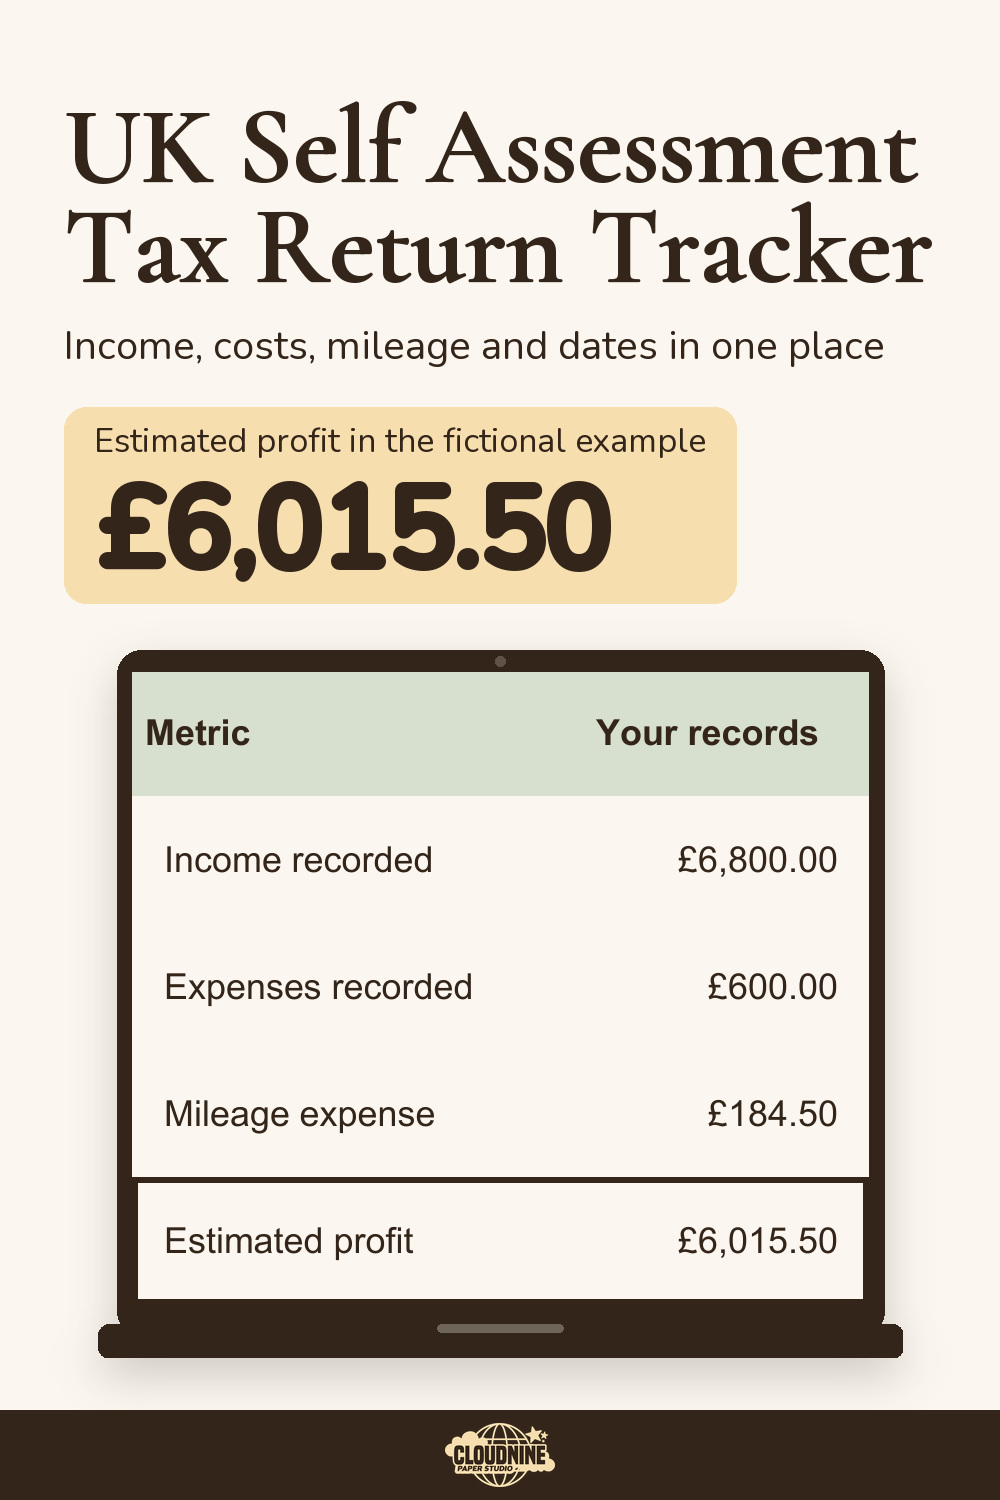 UK Self Assessment
Tax Return Tracker
Income, costs, mileage and dates in one place
Estimated profit in the fictional example
£6,015.50
Metric Your records
Income recorded £6,800.00
Expenses recorded £600.00
Mileage expense £184.50
Estimated profit £6,015.50
CLOUDNINE
PAPER STUDIO